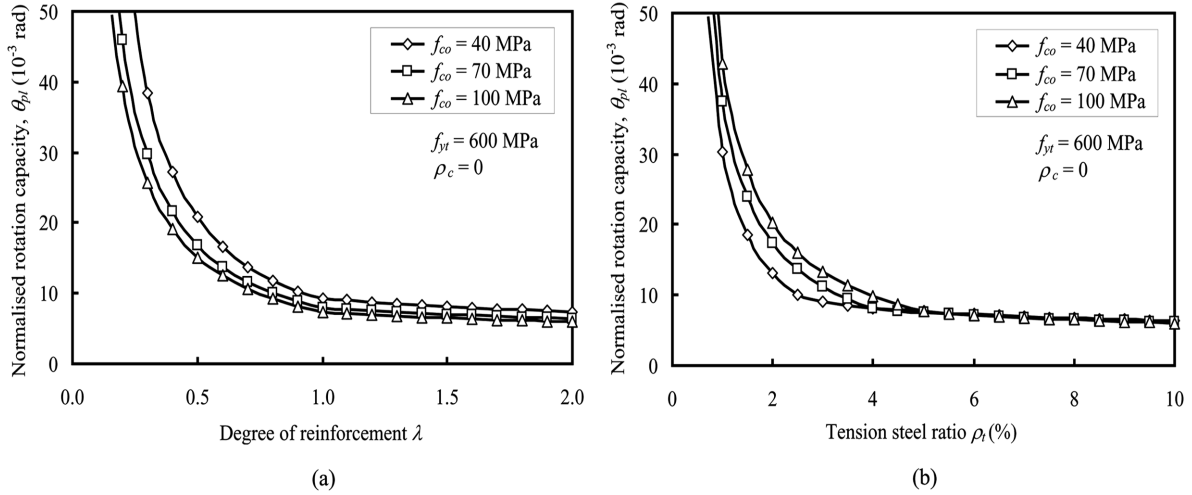 Normalised rotation capacity, θpl (10-3 rad)
50
40
30
20
10
0
fco = 40 MPa
fco = 70 MPa
fco = 100 MPa
fyt = 600 MPa
ρc = 0
0.0 0.5 1.0 1.5 2.0
Degree of reinforcement λ
(a)
Normalised rotation capacity, θpl (10-3 rad)
50
40
30
20
10
0
fco = 40 MPa
fco = 70 MPa
fco = 100 MPa
fyt = 600 MPa
ρc = 0
0 2 4 6 8 10
Tension steel ratio ρt (%)
(b)